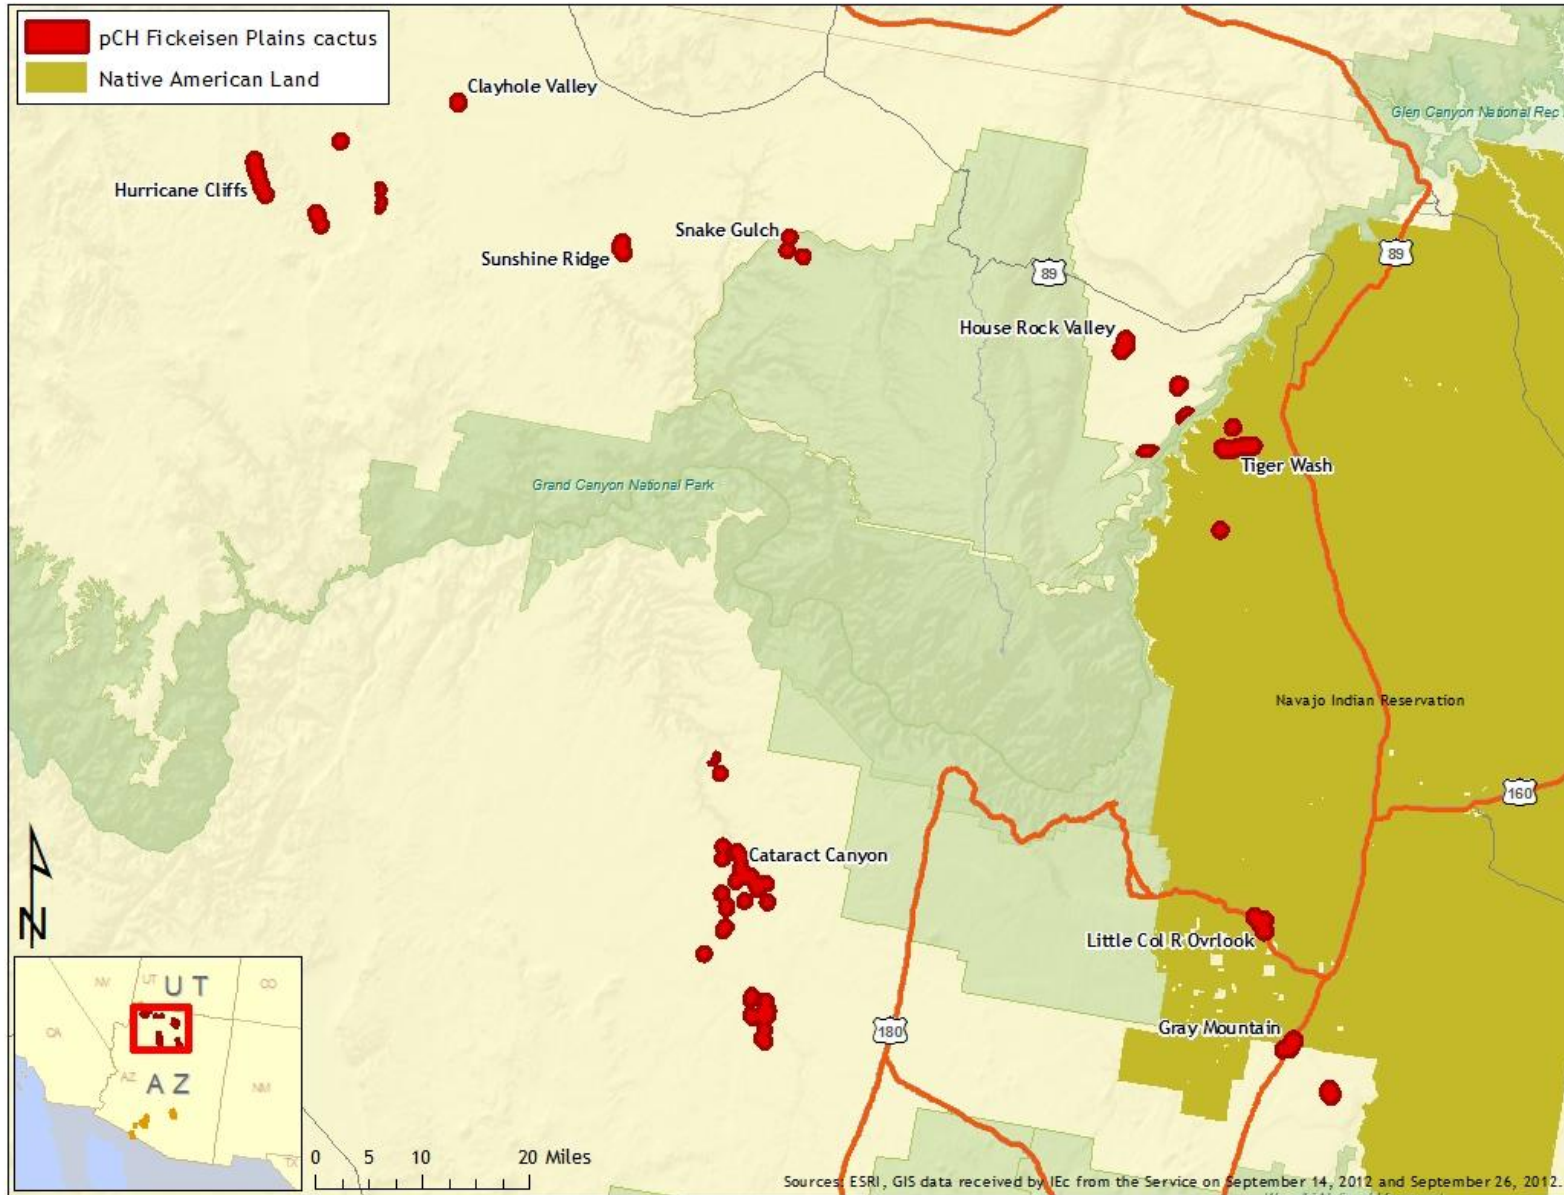 pCH Fickeisen Plains cactus
Native American Land
Clayhole Valley
Glen Canyon National Rec
Hurricane Cliffs
Snake Gulch
Sunshine Ridge
89
89
House Rock Valley
Tiger Wash
Grand Canyon National Park
Navajo Indian Reservation
160
Cataract Canyon
Little Col R Ovrlook
N
Gray Mountain
180
NV
UT
UT
CO
CA
AZ
AZ
NM
TX
0 5 10 20 Miles
Sources: ESRI, GIS data received by IEc from the Service on September 14, 2012 and September 26, 2012.